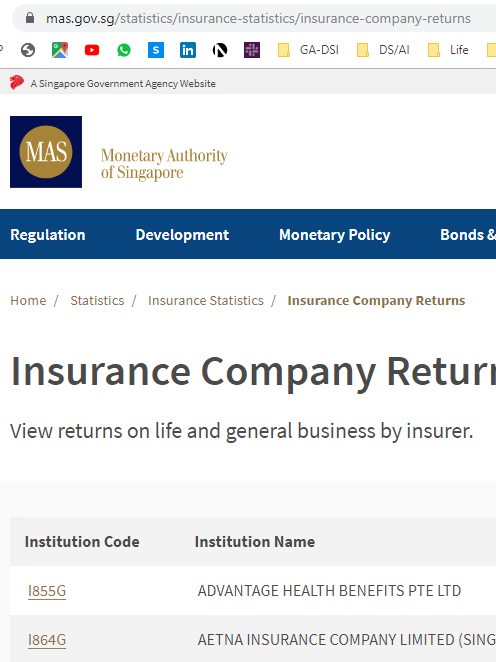 mas.gov.sg/statistics/insurance-statistics/insurance-company-returns
GA-DSI DS/AI Life
A Singapore Government Agency Website
MAS
Monetary Authority
of Singapore
Regulation Development Monetary Policy Bonds &
Home / Statistics / Insurance Statistics / Insurance Company Returns
Insurance Company Return
View returns on life and general business by insurer.
Institution Code Institution Name
I855G ADVANTAGE HEALTH BENEFITS PTE LTD
I864G AETNA INSURANCE COMPANY LIMITED (SING